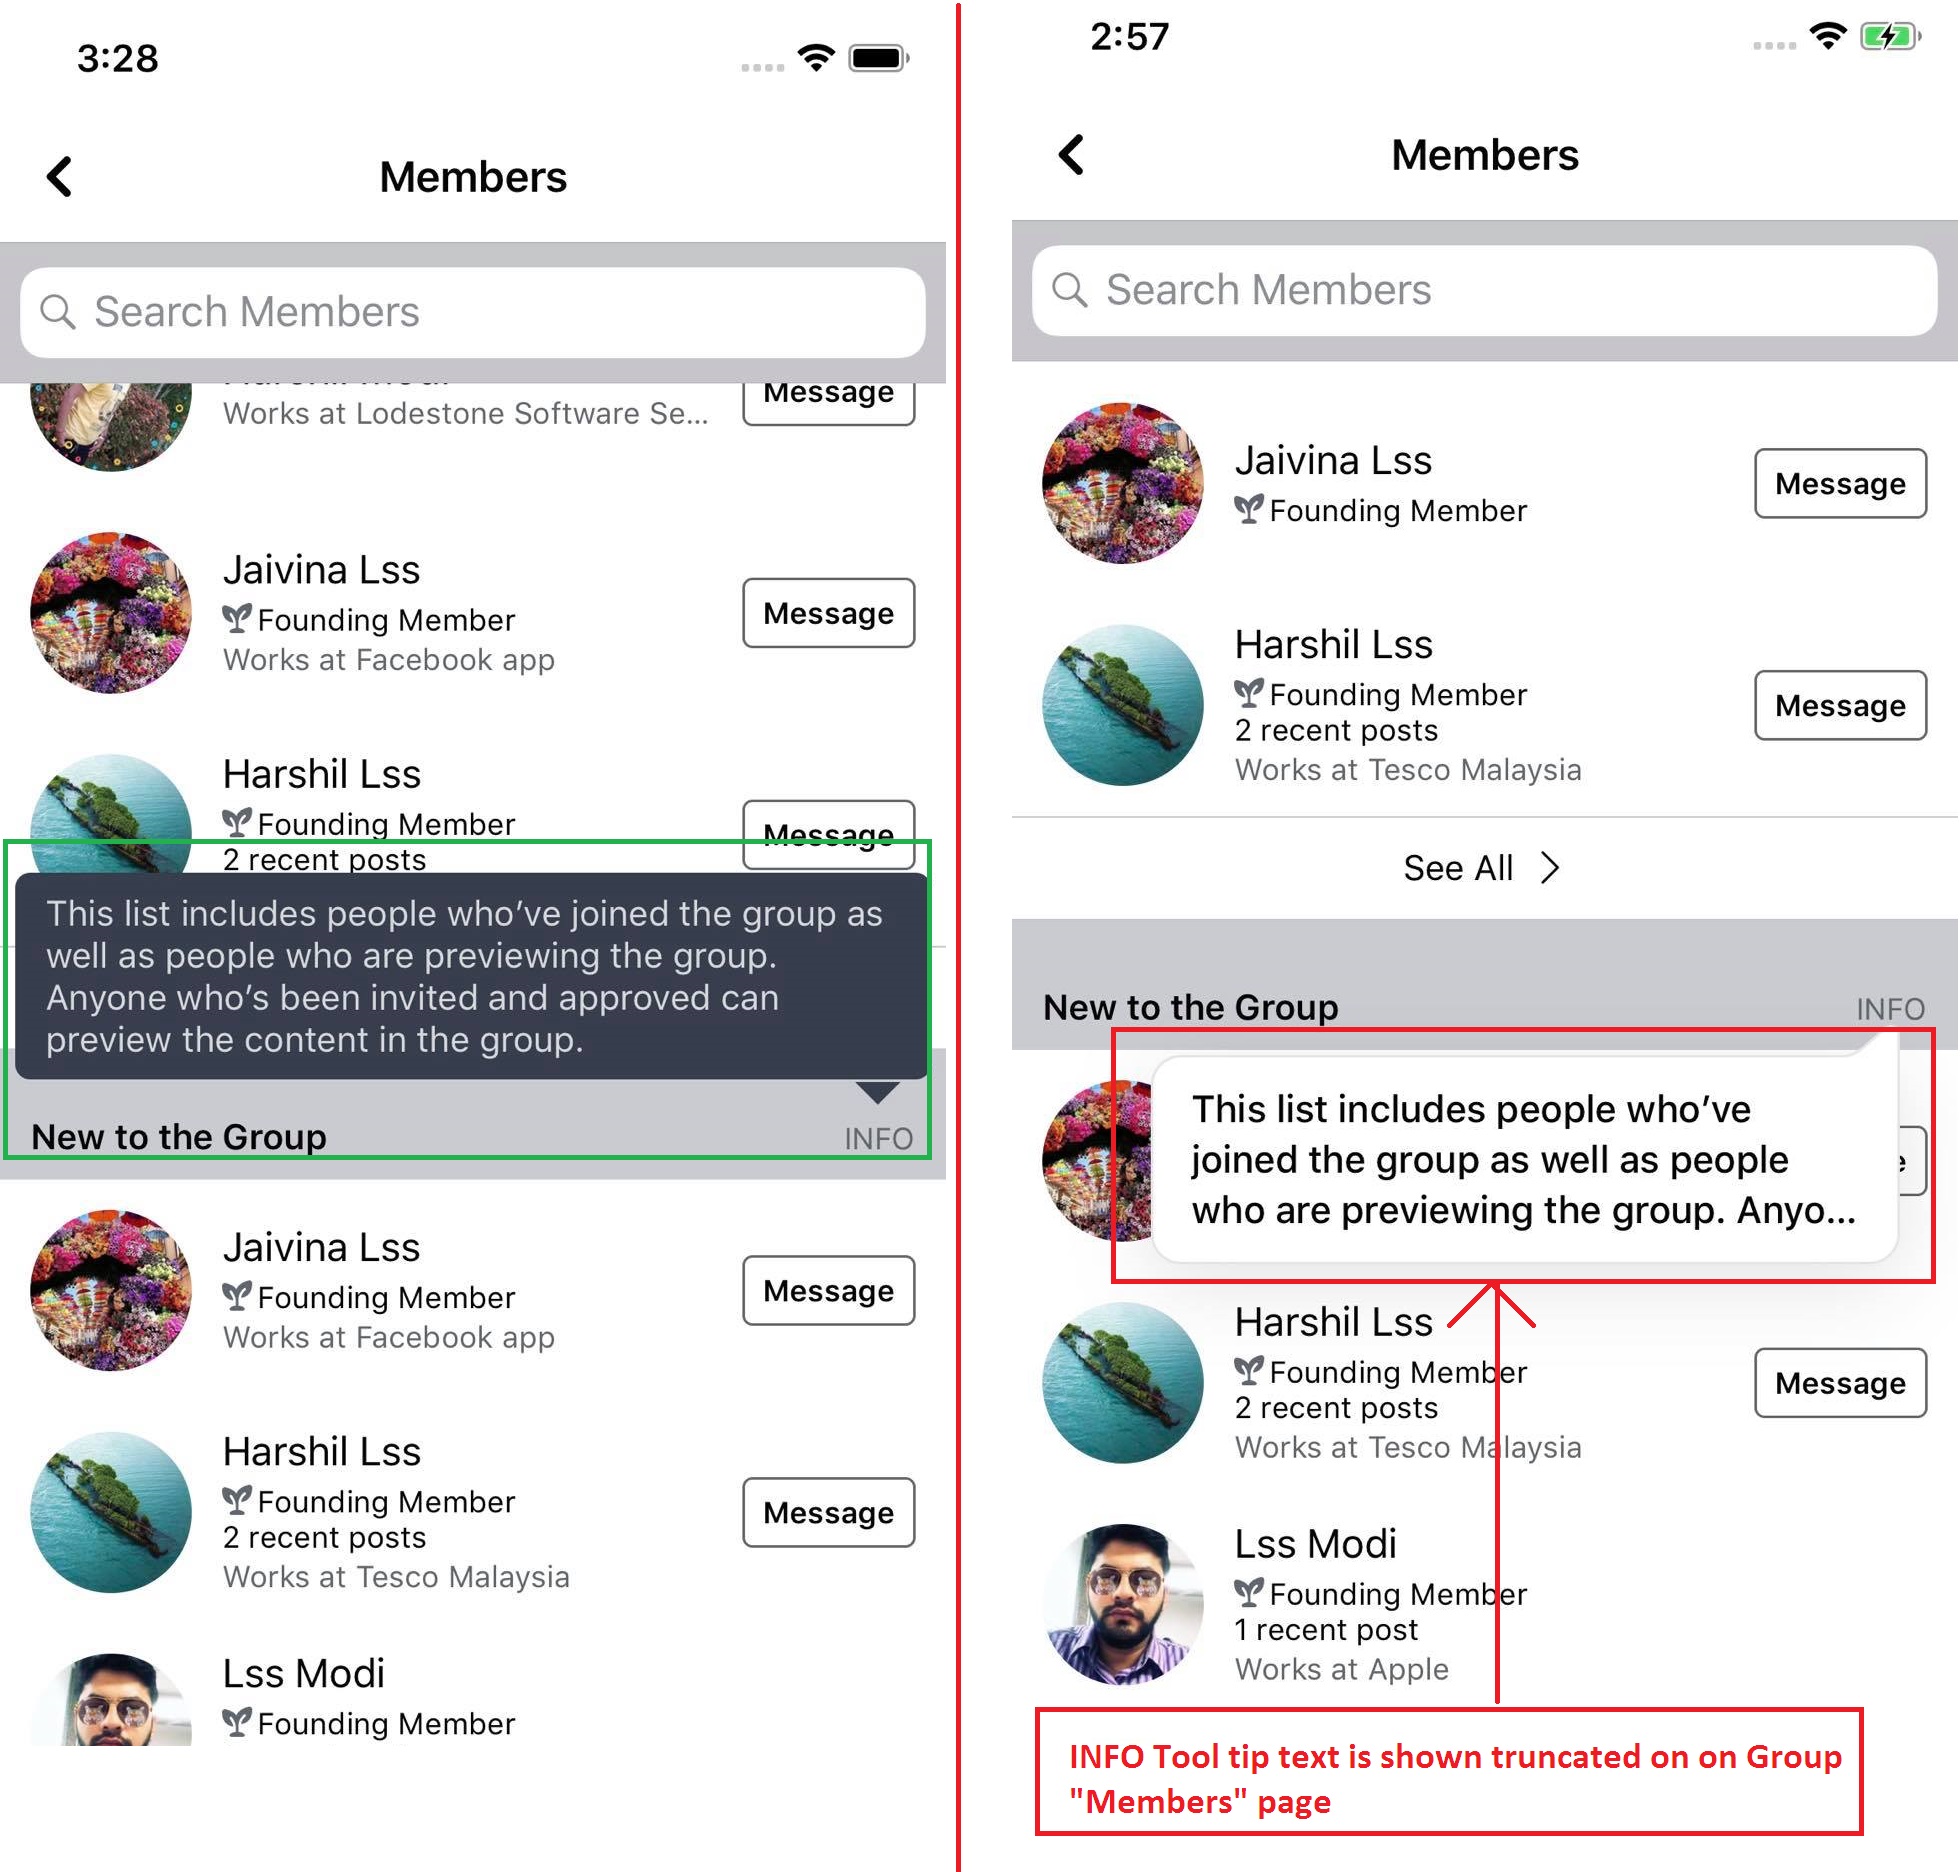 3:28
Members
Search Members
Works at Lodestone Software Se...
Message
Jaivina Lss
Founding Member
Works at Facebook app
Message
Harshil Lss
Founding Member
2 recent posts
Message
This list includes people who’ve joined the group as
well as people who are previewing the group.
Anyone who’s been invited and approved can
preview the content in the group.
New to the Group
INFO
Jaivina Lss
Founding Member
Works at Facebook app
Message
Harshil Lss
Founding Member
2 recent posts
Works at Tesco Malaysia
Message
Lss Modi
Founding Member
2:57
Members
Search Members
Jaivina Lss
Founding Member
Message
Harshil Lss
Founding Member
2 recent posts
Works at Tesco Malaysia
Message
See All
New to the Group
INFO
This list includes people who’ve
joined the group as well as people
who are previewing the group. Anyo...
Harshil Lss
Founding Member
2 recent posts
Works at Tesco Malaysia
Message
Lss Modi
Founding Member
1 recent post
Works at Apple
INFO Tool tip text is shown truncated on on Group
"Members" page